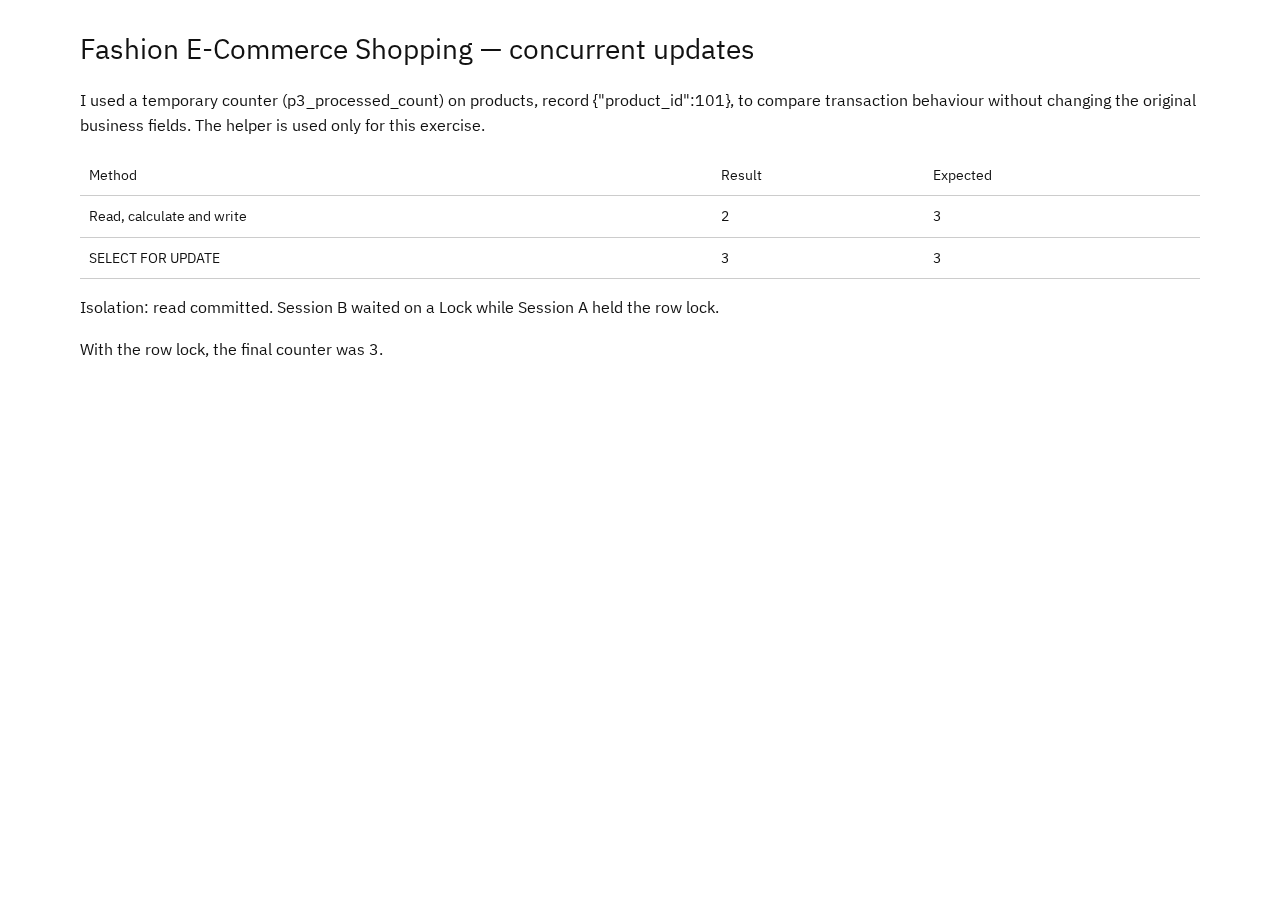 Fashion E-Commerce Shopping — concurrent updates
I used a temporary counter (p3_processed_count) on products, record {"product_id":101}, to compare transaction behaviour without changing the original
business fields. The helper is used only for this exercise.
Method Result Expected
Read, calculate and write 2 3
SELECT FOR UPDATE 3 3
Isolation: read committed. Session B waited on a Lock while Session A held the row lock.
With the row lock, the final counter was 3.